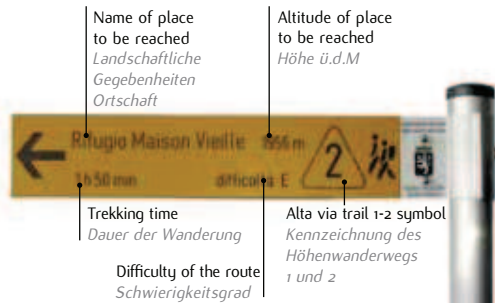 Name of place
to be reached
Landschaftliche
Gegebenheiten
Ortschaft
Altitude of place
to be reached
Höhe ü.d.M
Rifugio Maison Vieille 1956 m
1h50 min difficoltà E
2
Trekking time
Dauer der Wanderung
Alta via trail 1-2 symbol
Kennzeichnung des
Höhenwanderwegs
1 und 2
Difficulty of the route
Schwierigkeitsgrad